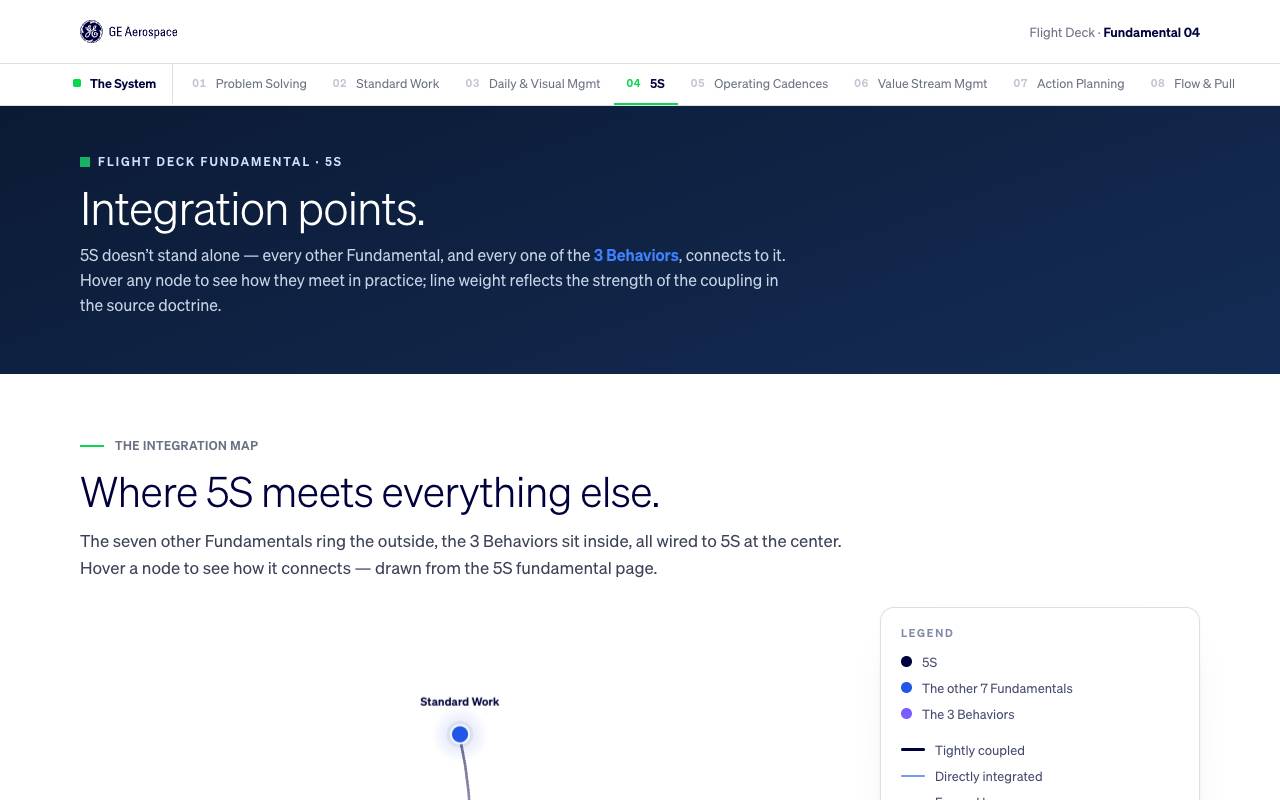 GE Aerospace
Flight Deck · Fundamental 04
The System
01 Problem Solving
02 Standard Work
03 Daily & Visual Mgmt
04 5S
05 Operating Cadences
06 Value Stream Mgmt
07 Action Planning
08 Flow & Pull
FLIGHT DECK FUNDAMENTAL · 5S
Integration points.
5S doesn’t stand alone — every other Fundamental, and every one of the 3 Behaviors, connects to it.
Hover any node to see how they meet in practice; line weight reflects the strength of the coupling in
the source doctrine.
THE INTEGRATION MAP
Where 5S meets everything else.
The seven other Fundamentals ring the outside, the 3 Behaviors sit inside, all wired to 5S at the center.
Hover a node to see how it connects — drawn from the 5S fundamental page.
Standard Work
LEGEND
5S
The other 7 Fundamentals
The 3 Behaviors
Tightly coupled
Directly integrated